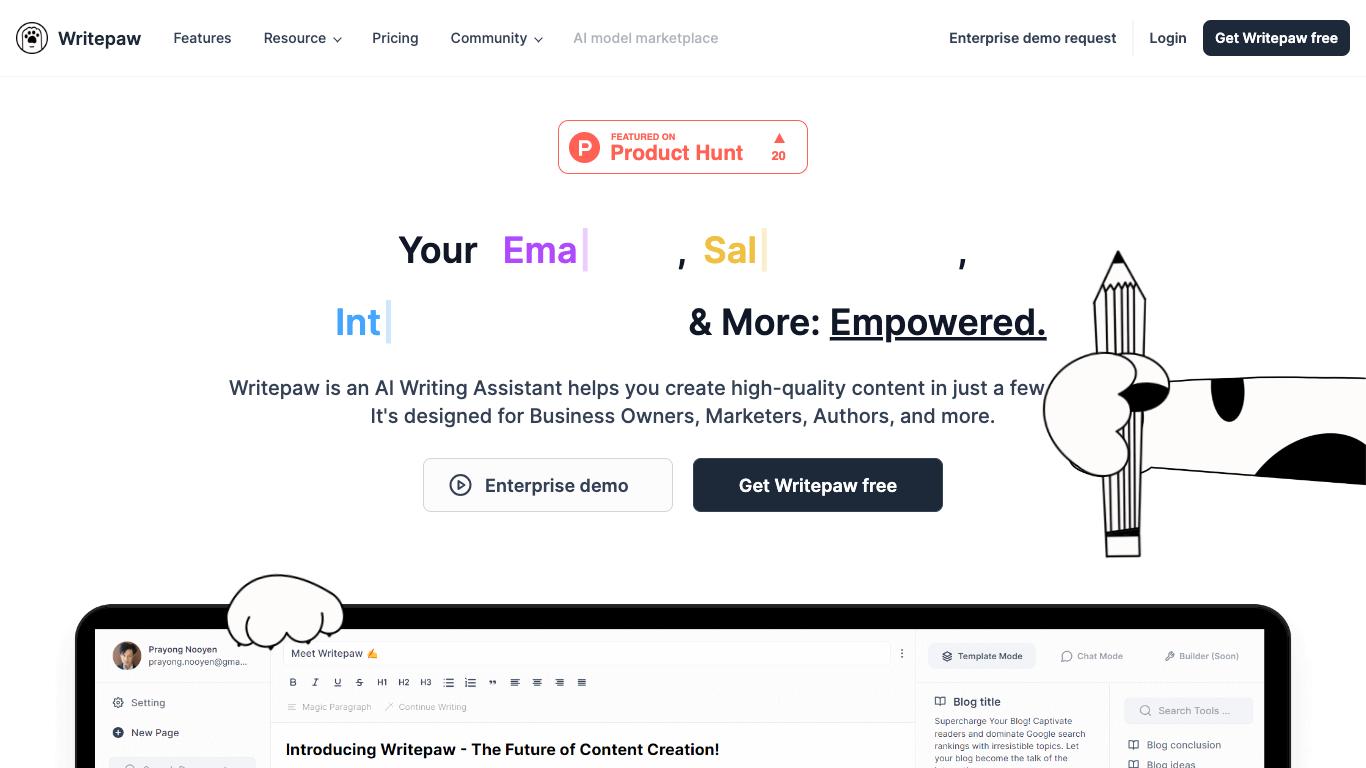 Writepaw
Features
Resource
Pricing
Community
AI model marketplace
Enterprise demo request
Login
Get Writepaw free
FEATURED ON
Product Hunt
20
Your Ema , Sal ,
Int & More: Empowered.
Writepaw is an AI Writing Assistant helps you create high-quality content in just a few
It's designed for Business Owners, Marketers, Authors, and more.
Enterprise demo
Get Writepaw free
Prayong Nooyen
prayong.nooyen@gma...
Setting
New Page
Meet Writepaw ✍️
B I U S H1 H2 H3
Magic Paragraph
Continue Writing
Introducing Writepaw - The Future of Content Creation!
Template Mode
Chat Mode
Builder (Soon)
Blog title
Supercharge Your Blog! Captivate
readers and dominate Google search
rankings with irresistible topics. Let
your blog become the talk of the
Search Tools ...
Blog conclusion
Blog ideas